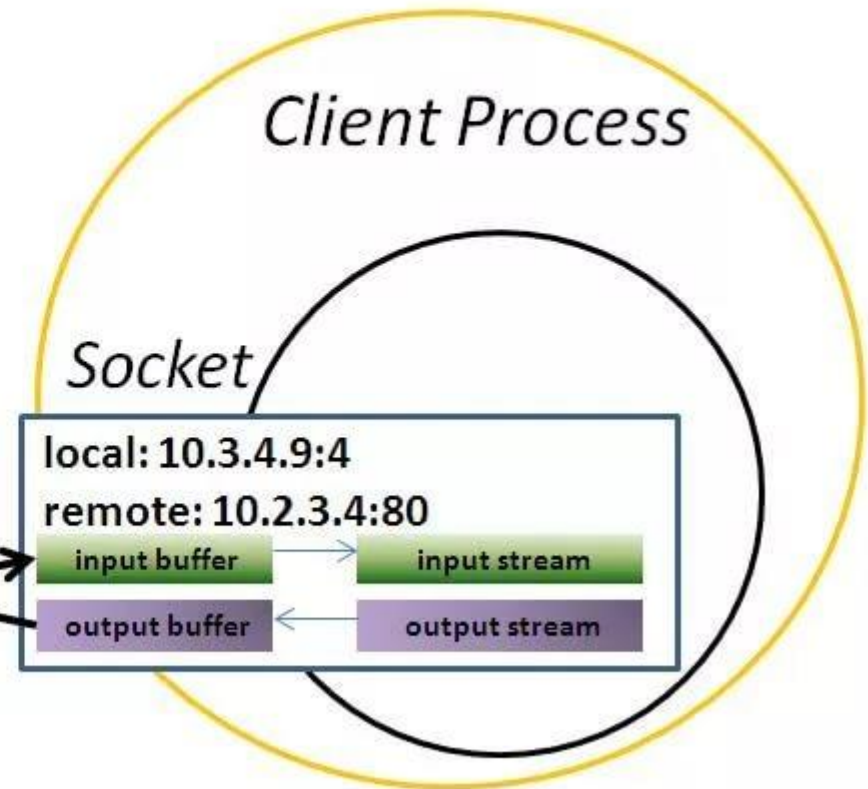 Client Process
Socket
local: 10.3.4.9:4
remote: 10.2.3.4:80
input buffer input stream
output buffer output stream